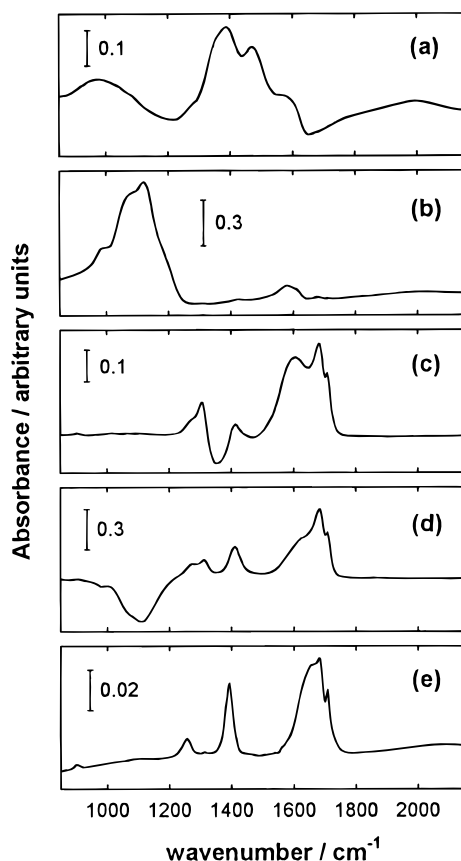 (a)
0.1
(b)
0.3
(c)
0.1
(d)
0.3
(e)
0.02
Absorbance / arbitrary units
1000 1200 1400 1600 1800 2000
wavenumber / cm⁻¹